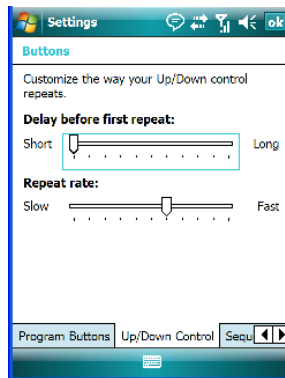 Settings ok
Buttons
Customize the way your Up/Down control
repeats.
Delay before first repeat:
Short Long
Repeat rate:
Slow Fast
Program Buttons Up/Down Control Sequ